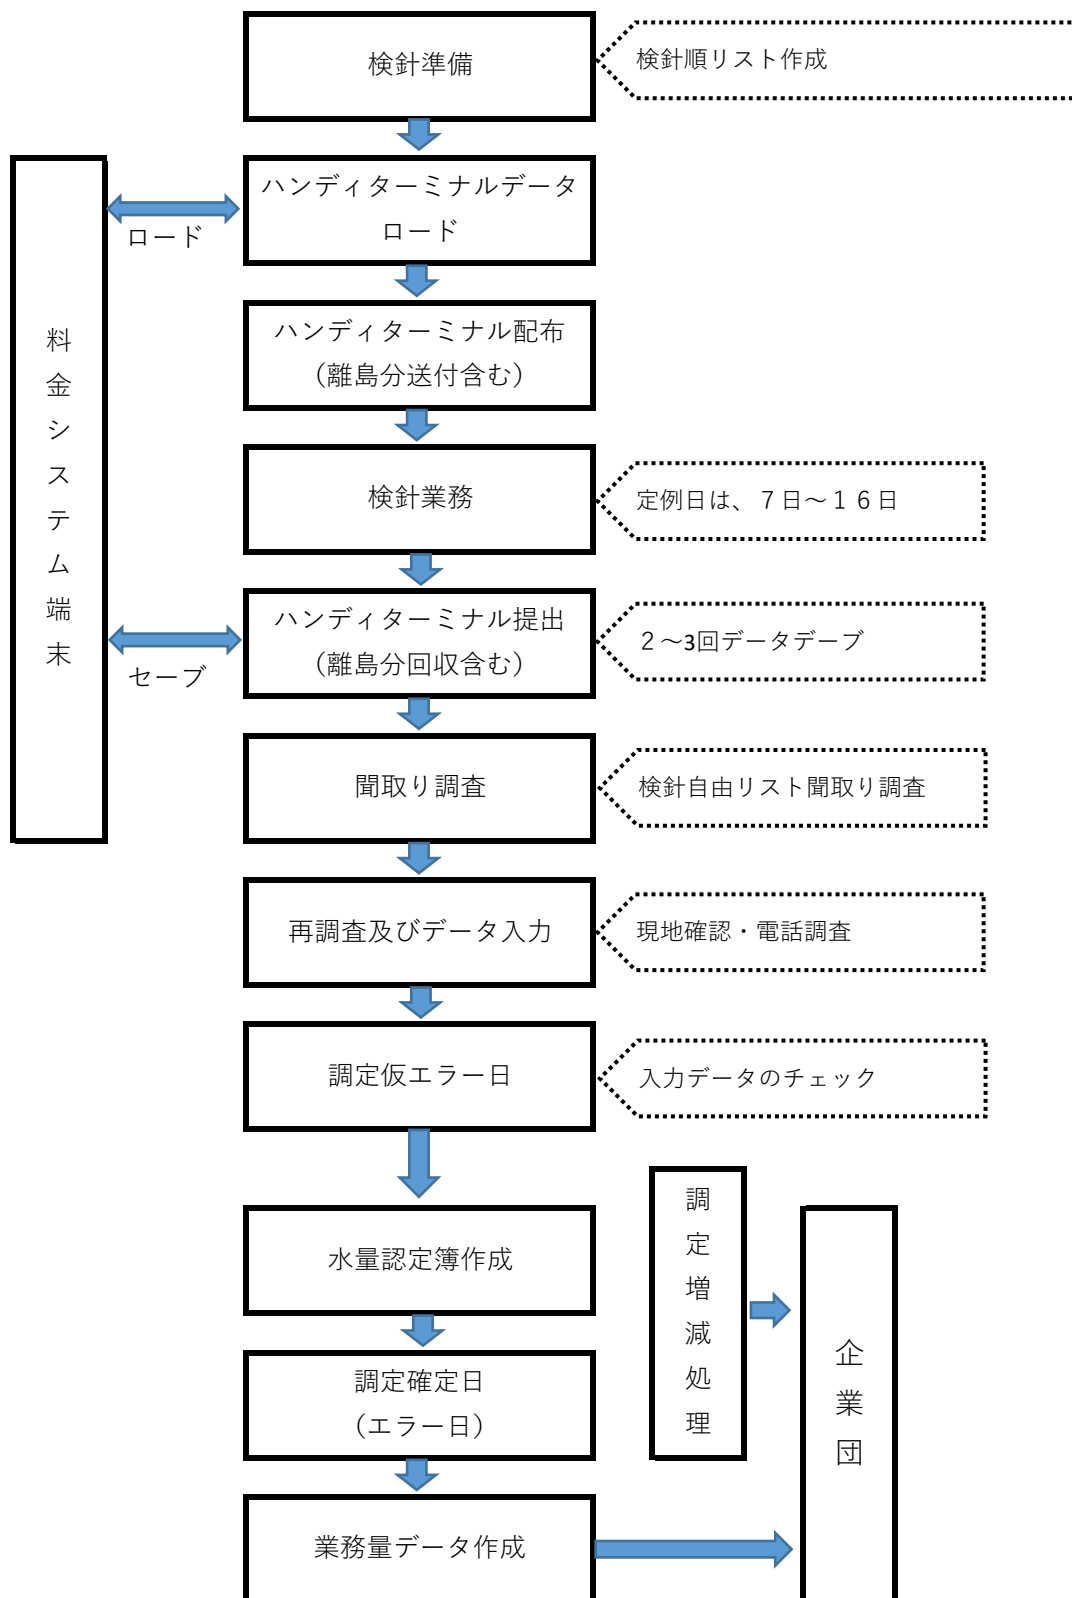 検針準備
検針順リスト作成
ハンディターミナルデータ
ロード
ロード
ハンディターミナル配布
（離島分送付含む）
料金システム端末
検針業務
定例日は、７日～１６日
ハンディターミナル提出
（離島分回収含む）
２～3回データデーブ
セーブ
聞取り調査
検針自由リスト聞取り調査
再調査及びデータ入力
現地確認・電話調査
調定仮エラー日
入力データのチェック
水量認定簿作成
調定増減処理
企業団
調定確定日
（エラー日）
業務量データ作成